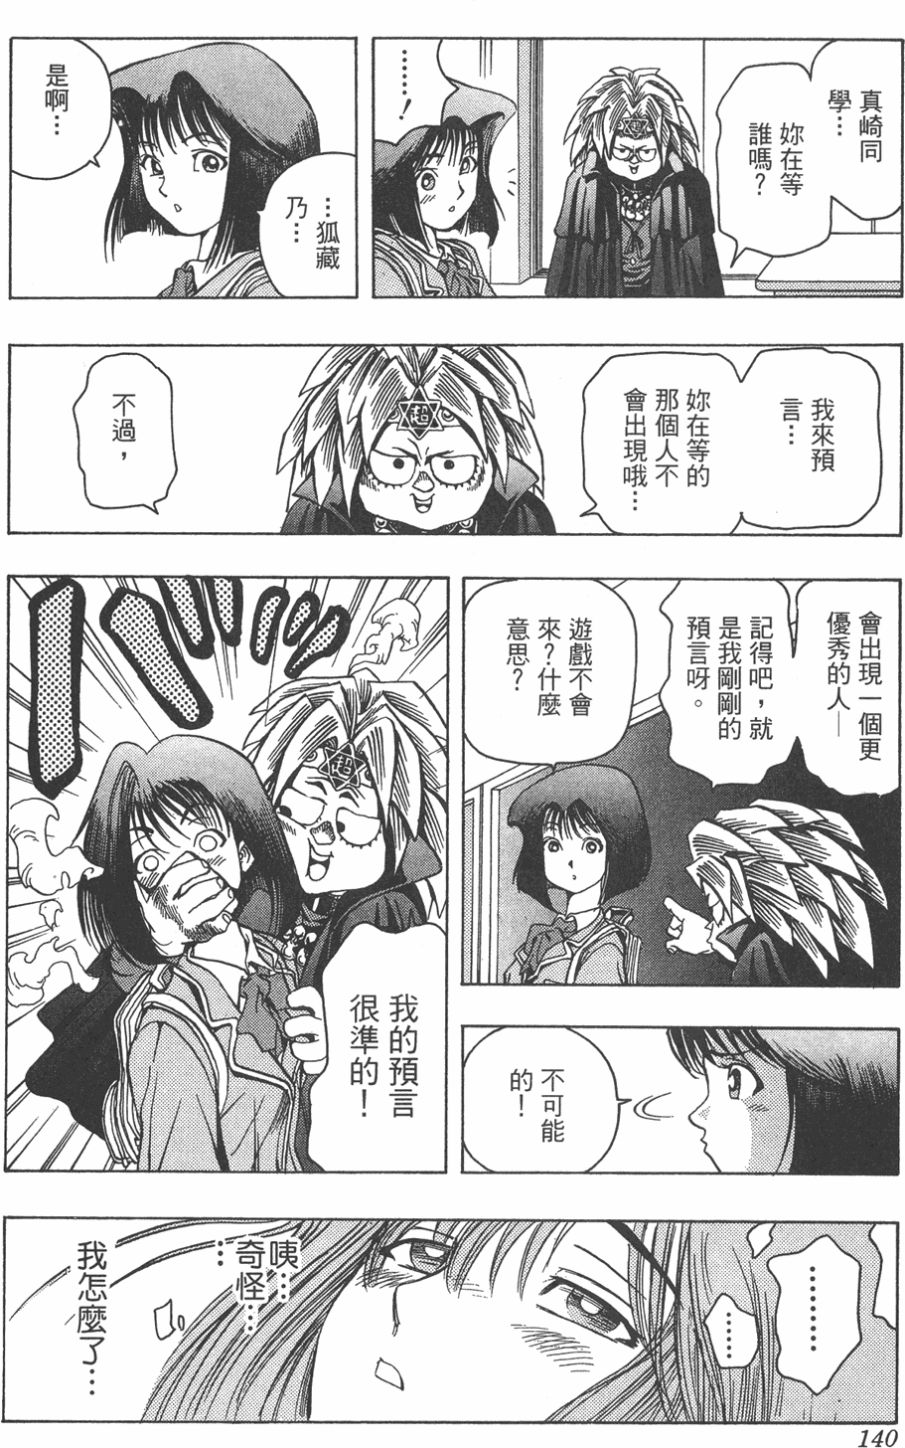 真崎同
學…
妳在等
誰嗎？
……！
…狐藏
乃…
是啊…
我來預
言…
妳在等的
那個人不
會出現哦…
超
不過，
會出現一個更
優秀的人—
記得吧，就
是我剛剛的
預言呀。
遊戲不會
來？什麼
意思？
超
我的預言
很準的！
不可能
的！
………
……
咦…
…奇怪…
我怎麼了…
140